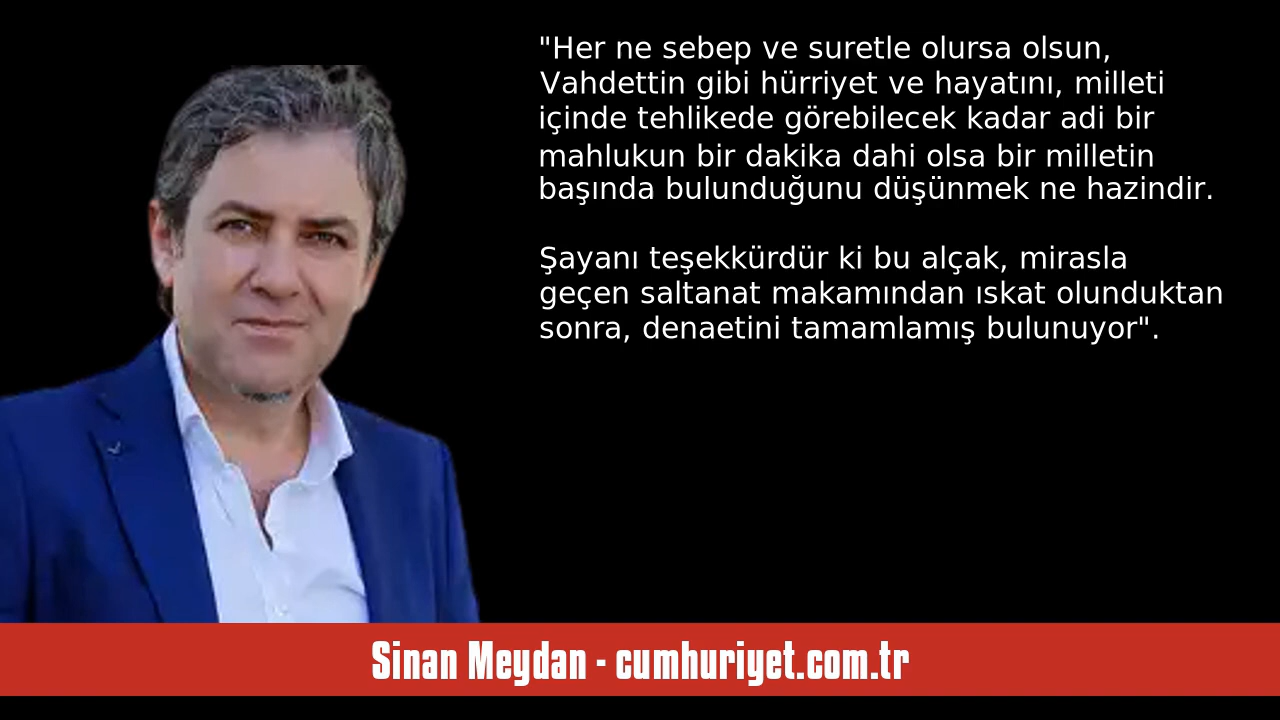 "Her ne sebep ve suretle olursa olsun,
Vahdettin gibi hürriyet ve hayatını, milleti
içinde tehlikede görebilecek kadar adi bir
mahlukun bir dakika dahi olsa bir milletin
başında bulunduğunu düşünmek ne hazindir.
Şayanı teşekkürdür ki bu alçak, mirasla
geçen saltanat makamından ıskat olunduktan
sonra, denaetini tamamlamış bulunuyor".
Sinan Meydan - cumhuriyet.com.tr